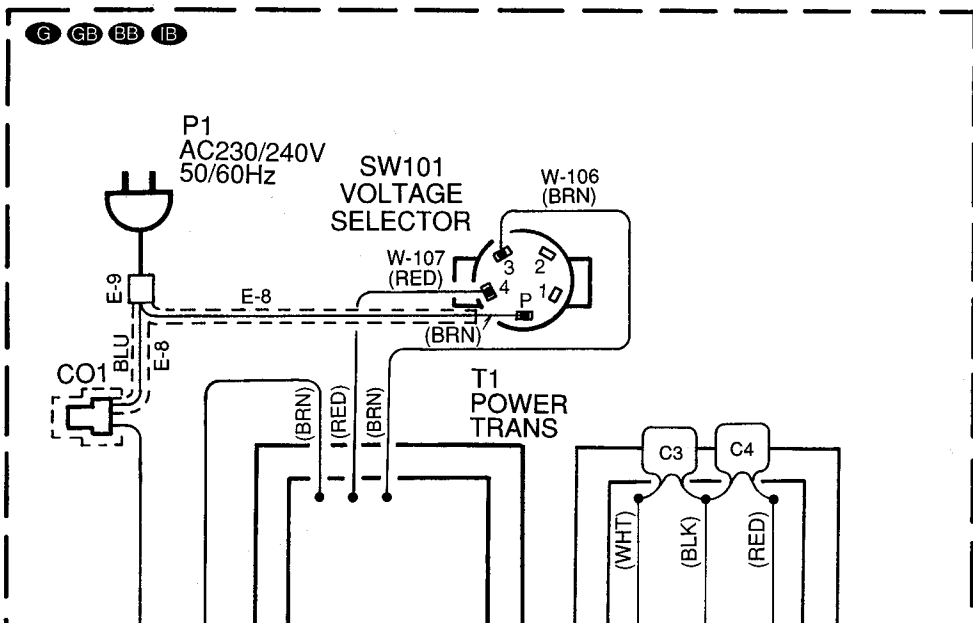 G GB BB IB
P1
AC230/240V
50/60Hz
SW101
VOLTAGE
SELECTOR
W-106
(BRN)
W-107
(RED)
3
2
4
1
P
E-9
E-8
(BRN)
BLU
E-8
CO1
(BRN)
(RED)
(BRN)
T1
POWER
TRANS
C3
C4
(WHT)
(BLK)
(RED)